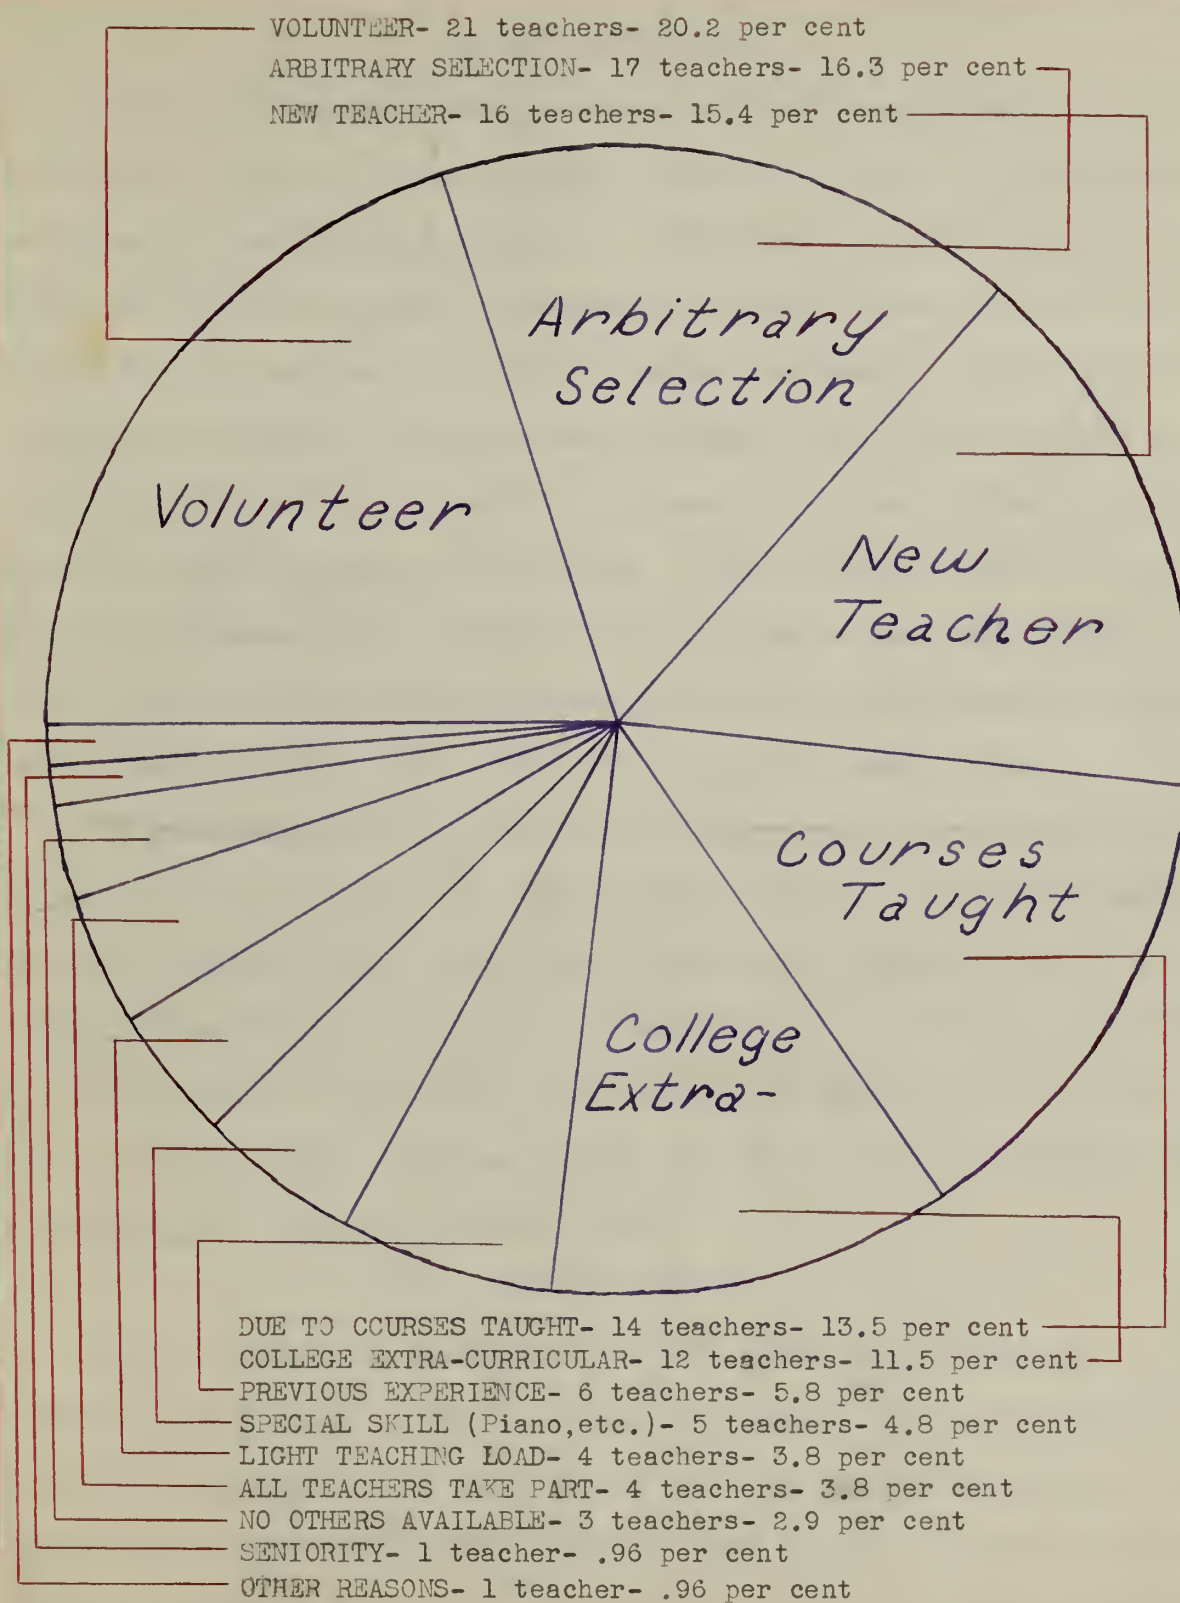 VOLUNTEER- 21 teachers- 20.2 per cent
ARBITRARY SELECTION- 17 teachers- 16.3 per cent
NEW TEACHER- 16 teachers- 15.4 per cent
Arbitrary
Selection
Volunteer
New
Teacher
Courses
Taught
College
Extra-
DUE TO COURSES TAUGHT- 14 teachers- 13.5 per cent
COLLEGE EXTRA-CURRICULAR- 12 teachers- 11.5 per cent
PREVIOUS EXPERIENCE- 6 teachers- 5.8 per cent
SPECIAL SKILL (Piano,etc.)- 5 teachers- 4.8 per cent
LIGHT TEACHING LOAD- 4 teachers- 3.8 per cent
ALL TEACHERS TAKE PART- 4 teachers- 3.8 per cent
NO OTHERS AVAILABLE- 3 teachers- 2.9 per cent
SENIORITY- 1 teacher- .96 per cent
OTHER REASONS- 1 teacher- .96 per cent